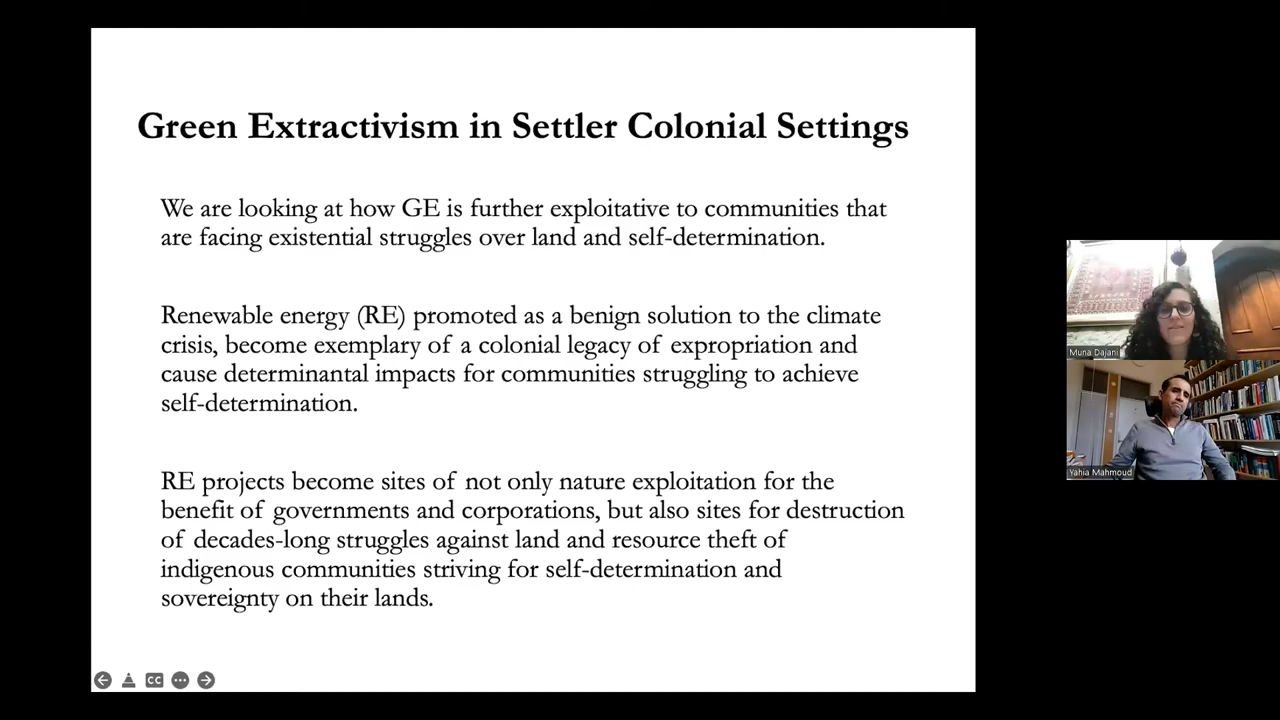 Green Extractivism in Settler Colonial Settings
We are looking at how GE is further exploitative to communities that
are facing existential struggles over land and self-determination.
Renewable energy (RE) promoted as a benign solution to the climate
crisis, become exemplary of a colonial legacy of expropriation and
cause determinantal impacts for communities struggling to achieve
self-determination.
RE projects become sites of not only nature exploitation for the
benefit of governments and corporations, but also sites for destruction
of decades-long struggles against land and resource theft of
indigenous communities striving for self-determination and
sovereignty on their lands.
CC
Muna Dajani
Yahia Mahmoud